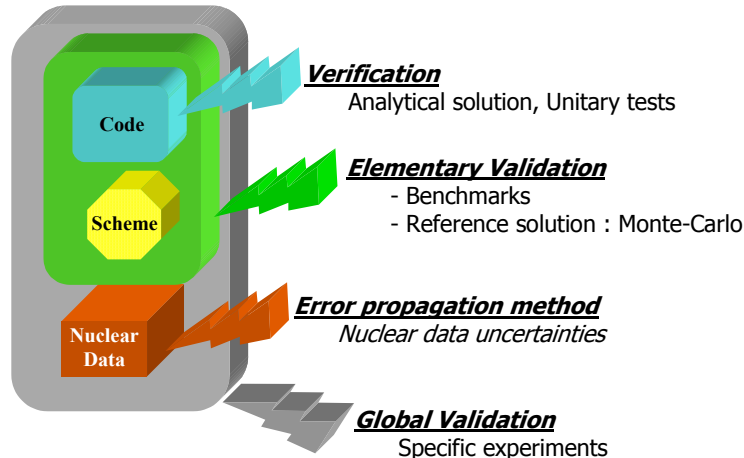 Verification
Analytical solution, Unitary tests
Code
Elementary Validation
- Benchmarks
- Reference solution : Monte-Carlo
Scheme
Error propagation method
Nuclear data uncertainties
Nuclear
Data
Global Validation
Specific experiments